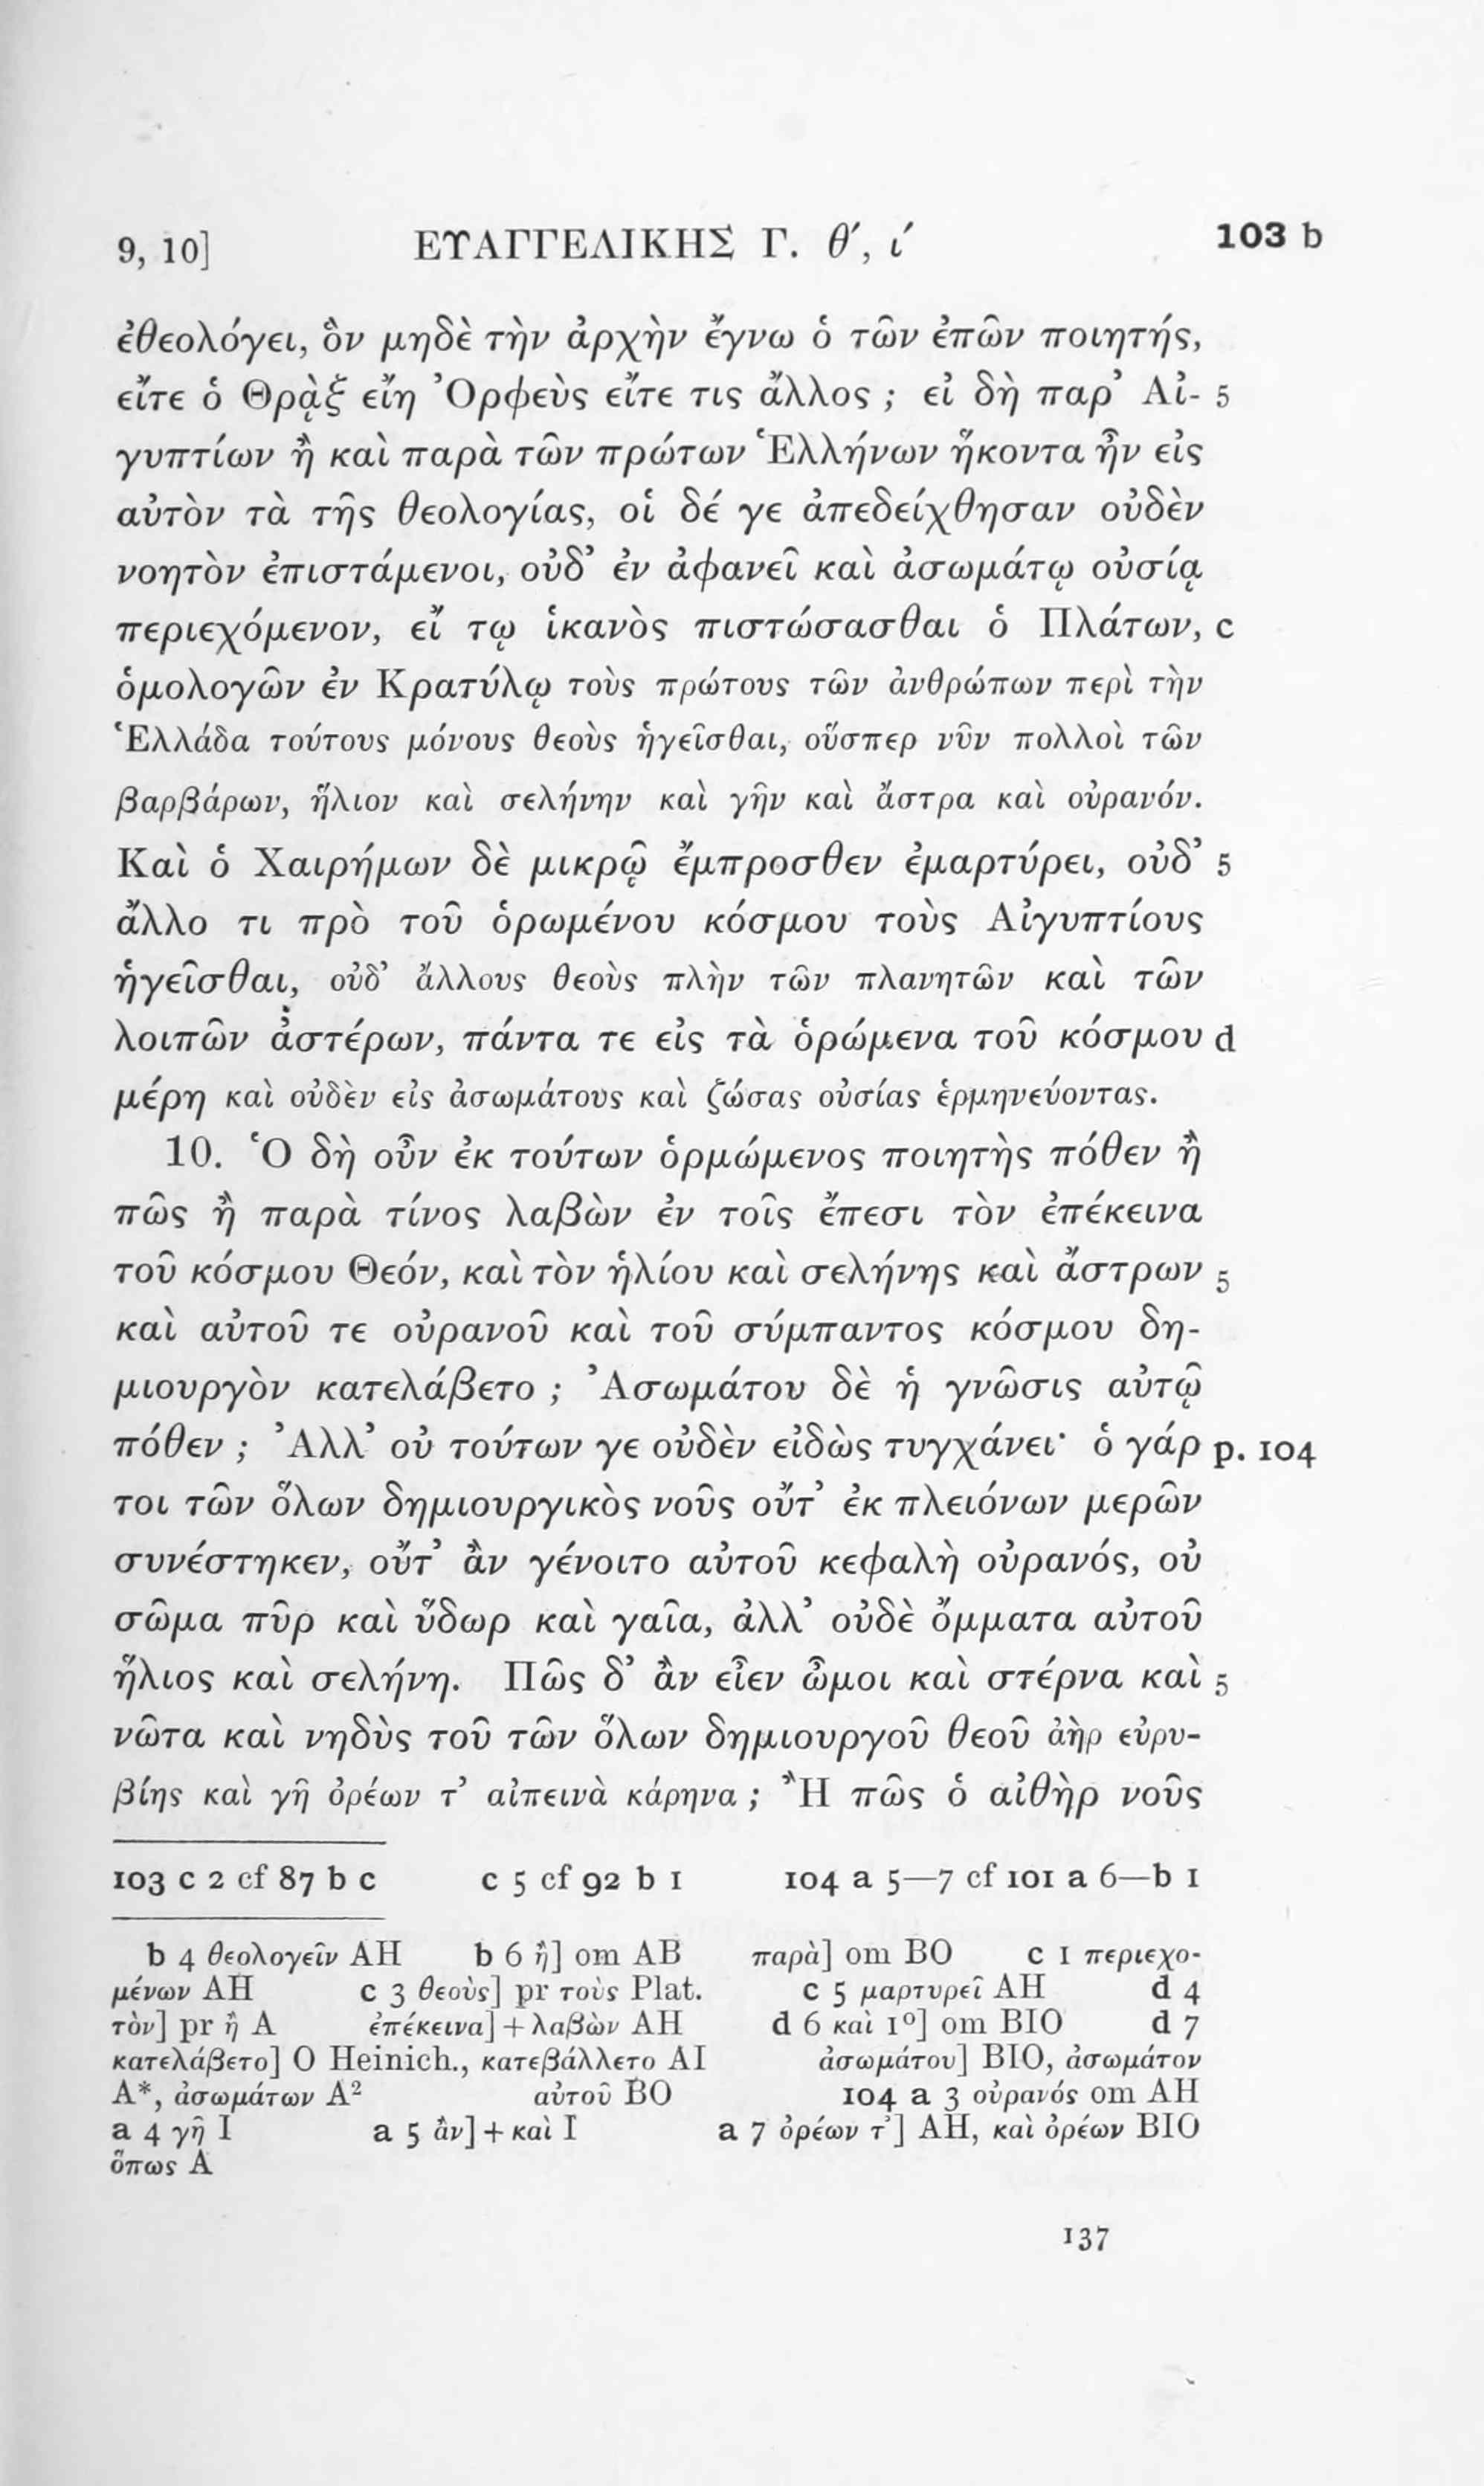 9, 10] ΕΥΑΓΓΕΛΙΚΗΣ Γ. θ´, ι´ 103 b
ἐθεολόγει, ὃν μηδὲ τὴν ἀρχὴν ἔγνω ὁ τῶν ἐπῶν ποιητής,
εἴτε ὁ Θρᾲξ εἴη Ὀρφεὺς εἴτε τις ἄλλος ; εἰ δὴ παρ’ Αἰ- 5
γυπτίων ἢ καὶ παρὰ τῶν πρώτων Ἑλλήνων ἥκοντα ἦν εἰς
αὐτὸν τὰ τῆς θεολογίας, οἱ δέ γε ἀπεδείχθησαν οὐδὲν
νοητὸν ἐπιστάμενοι, οὐδ’ ἐν ἀφανεῖ καὶ ἀσωμάτῳ οὐσίᾳ
περιεχόμενον, εἴ τῳ ἱκανὸς πιστώσασθαι ὁ Πλάτων, c
ὁμολογῶν ἐν Κρατύλῳ τοὺς πρώτους τῶν ἀνθρώπων περὶ τὴν
Ἑλλάδα τούτους μόνους θεοὺς ἡγεῖσθαι, οὕσπερ νῦν πολλοὶ τῶν
βαρβάρων, ἥλιον καὶ σελήνην καὶ γῆν καὶ ἄστρα καὶ οὐρανόν.
Καὶ ὁ Χαιρήμων δὲ μικρῷ ἔμπροσθεν ἐμαρτύρει, οὐδ’ 5
ἄλλο τι πρὸ τοῦ ὁρωμένου κόσμου τοὺς Αἰγυπτίους
ἡγεῖσθαι, οὐδ’ ἄλλους θεοὺς πλὴν τῶν πλανητῶν καὶ τῶν
λοιπῶν ἀστέρων, πάντα τε εἰς τὰ ὁρώμενα τοῦ κόσμου d
μέρη καὶ οὐδὲν εἰς ἀσωμάτους καὶ ζώσας οὐσίας ἑρμηνεύοντας.
10. Ὁ δὴ οὖν ἐκ τούτων ὁρμώμενος ποιητὴς πόθεν ἢ
πῶς ἢ παρὰ τίνος λαβὼν ἐν τοῖς ἔπεσι τὸν ἐπέκεινα
τοῦ κόσμου Θεόν, καὶ τὸν ἡλίου καὶ σελήνης καὶ ἄστρων 5
καὶ αὐτοῦ τε οὐρανοῦ καὶ τοῦ σύμπαντος κόσμου δη-
μιουργὸν κατελάβετο ; Ἀσωμάτου δὲ ἡ γνῶσις αὐτῷ
πόθεν ; Ἀλλ’ οὐ τούτων γε οὐδὲν εἰδὼς τυγχάνει· ὁ γάρ p. 104
τοι τῶν ὅλων δημιουργικὸς νοῦς οὔτ’ ἐκ πλειόνων μερῶν
συνέστηκεν, οὔτ’ ἂν γένοιτο αὐτοῦ κεφαλὴ οὐρανός, οὐ
σῶμα πῦρ καὶ ὕδωρ καὶ γαῖα, ἀλλ’ οὐδὲ ὄμματα αὐτοῦ
ἥλιος καὶ σελήνη. Πῶς δ’ ἂν εἶεν ὦμοι καὶ στέρνα καὶ 5
νῶτα καὶ νηδὺς τοῦ τῶν ὅλων δημιουργοῦ θεοῦ ἀὴρ εὐρυ-
βίης καὶ γῆ ὀρέων τ’ αἰπεινὰ κάρηνα ; Ἢ πῶς ὁ αἰθὴρ νοῦς
103 c 2 cf 87 b c c 5 cf 92 b 1 104 a 5—7 cf 101 a 6—b 1
b 4 θεολογεῖν AH b 6 ἢ] om AB παρὰ] om BO c 1 περιεχο-
μένων AH c 3 θεοὺς] pr τοὺς Plat. c 5 μαρτυρεῖ AH d 4
τὸν] pr ἢ A ἐπέκεινα] + λαβὼν AH d 6 καὶ 1º] om BIO d 7
κατελάβετο] O Heinich., κατεβάλλετο AI ἀσωμάτου] BIO, ἀσωμάτον
A*, ἀσωμάτων A² αὐτοῦ BO 104 a 3 οὐρανός om AH
a 4 γῆ I a 5 ἂν] + καὶ I a 7 ὀρέων τ’] AH, καὶ ὀρέων BIO
ὅπως A
137